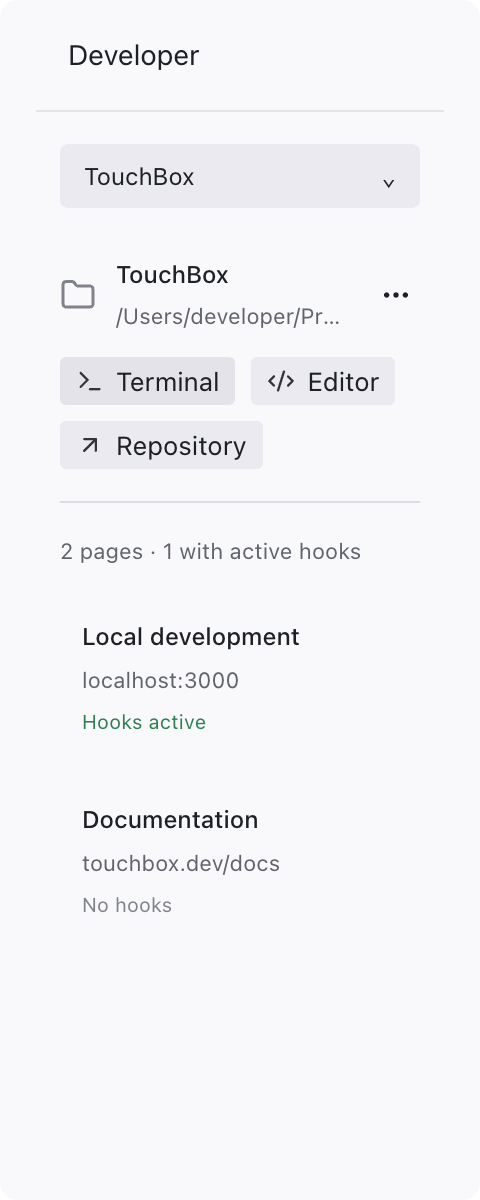 Developer
TouchBox
TouchBox
/Users/developer/Pr...
Terminal
Editor
Repository
2 pages · 1 with active hooks
Local development
localhost:3000
Hooks active
Documentation
touchbox.dev/docs
No hooks